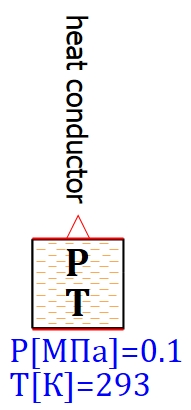 heat conductor
P
T
P[МПа]=0.1
T[К]=293